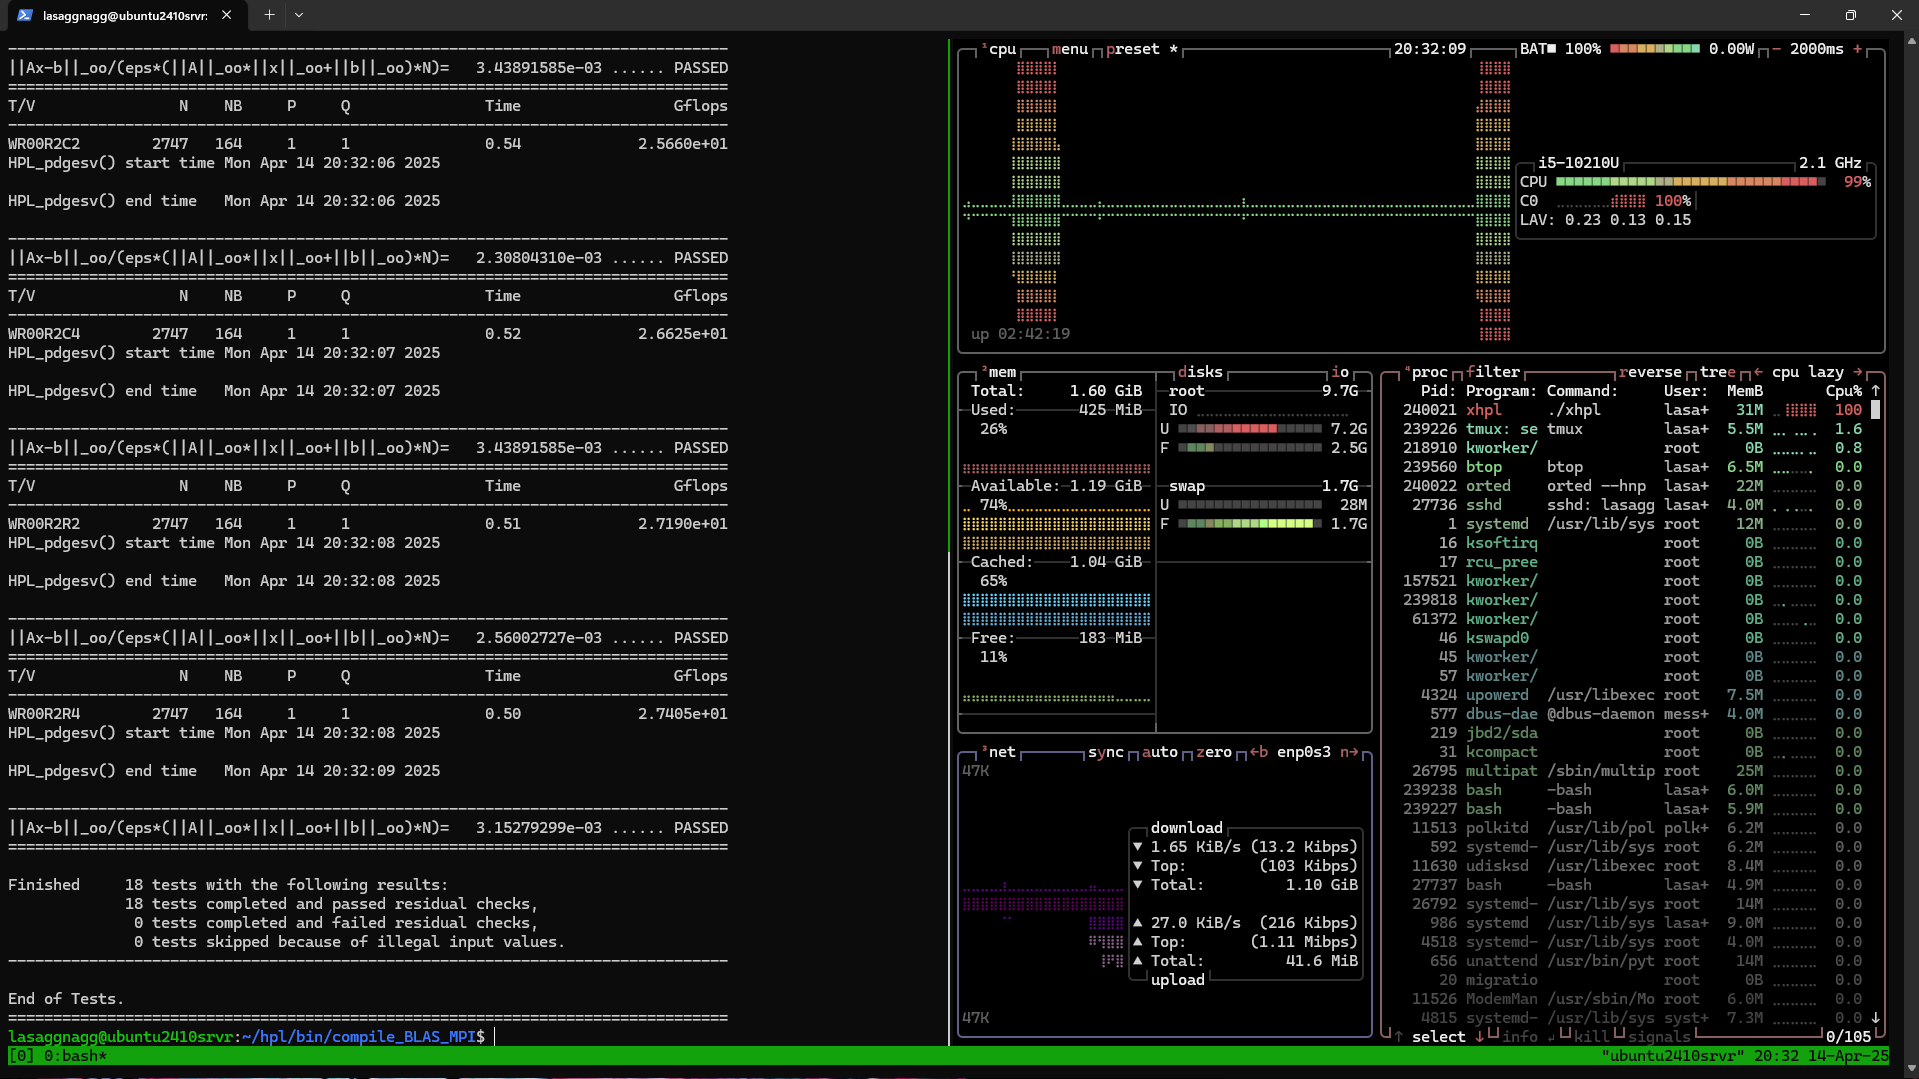 lasaggnagg@ubuntu2410srvr:
--------------------------------------------------------------------------------
||Ax-b||_oo/(eps*(||A||_oo*||x||_oo+||b||_oo)*N)=   3.43891585e-03 ...... PASSED
================================================================================
T/V                N    NB     P     Q               Time                 Gflops
--------------------------------------------------------------------------------
WR00R2C2        2747   164     1     1               0.54             2.5660e+01
HPL_pdgesv() start time Mon Apr 14 20:32:06 2025
HPL_pdgesv() end time   Mon Apr 14 20:32:06 2025
--------------------------------------------------------------------------------
||Ax-b||_oo/(eps*(||A||_oo*||x||_oo+||b||_oo)*N)=   2.30804310e-03 ...... PASSED
================================================================================
T/V                N    NB     P     Q               Time                 Gflops
--------------------------------------------------------------------------------
WR00R2C4        2747   164     1     1               0.52             2.6625e+01
HPL_pdgesv() start time Mon Apr 14 20:32:07 2025
HPL_pdgesv() end time   Mon Apr 14 20:32:07 2025
--------------------------------------------------------------------------------
||Ax-b||_oo/(eps*(||A||_oo*||x||_oo+||b||_oo)*N)=   3.43891585e-03 ...... PASSED
================================================================================
T/V                N    NB     P     Q               Time                 Gflops
--------------------------------------------------------------------------------
WR00R2R2        2747   164     1     1               0.51             2.7190e+01
HPL_pdgesv() start time Mon Apr 14 20:32:08 2025
HPL_pdgesv() end time   Mon Apr 14 20:32:08 2025
--------------------------------------------------------------------------------
||Ax-b||_oo/(eps*(||A||_oo*||x||_oo+||b||_oo)*N)=   2.56002727e-03 ...... PASSED
================================================================================
T/V                N    NB     P     Q               Time                 Gflops
--------------------------------------------------------------------------------
WR00R2R4        2747   164     1     1               0.50             2.7405e+01
HPL_pdgesv() start time Mon Apr 14 20:32:08 2025
HPL_pdgesv() end time   Mon Apr 14 20:32:09 2025
--------------------------------------------------------------------------------
||Ax-b||_oo/(eps*(||A||_oo*||x||_oo+||b||_oo)*N)=   3.15279299e-03 ...... PASSED
================================================================================
Finished     18 tests with the following results:
             18 tests completed and passed residual checks,
              0 tests completed and failed residual checks,
              0 tests skipped because of illegal input values.
--------------------------------------------------------------------------------
End of Tests.
================================================================================
lasaggnagg@ubuntu2410srvr:~/hpl/bin/compile_BLAS_MPI$
¹cpu menu preset * 20:32:09 BAT■ 100% 0.00W - 2000ms +
i5-10210U 2.1 GHz
CPU 99%
C0 100%
LAV: 0.23 0.13 0.15
up 02:42:19
²mem
Total: 1.60 GiB
Used: 425 MiB
26%
Available: 1.19 GiB
74%
Cached: 1.04 GiB
65%
Free: 183 MiB
11%
disks io
root 9.7G
IO
U 7.2G
F 2.5G
swap 1.7G
U 28M
F 1.7G
³net sync auto zero ←b enp0s3 n→
47K
download
▼ 1.65 KiB/s (13.2 Kibps)
▼ Top: (103 Kibps)
▼ Total: 1.10 GiB
▲ 27.0 KiB/s (216 Kibps)
▲ Top: (1.11 Mibps)
▲ Total: 41.6 MiB
upload
47K
⁴proc filter reverse tree ← cpu lazy →
Pid: Program: Command: User: MemB Cpu% ↑
240021 xhpl ./xhpl lasa+ 31M 100
239226 tmux: se tmux lasa+ 5.5M 1.6
218910 kworker/ root 0B 0.8
239560 btop btop lasa+ 6.5M 0.0
240022 orted orted --hnp lasa+ 22M 0.0
27736 sshd sshd: lasagg lasa+ 4.0M 0.0
1 systemd /usr/lib/sys root 12M 0.0
16 ksoftirq root 0B 0.0
17 rcu_pree root 0B 0.0
157521 kworker/ root 0B 0.0
239818 kworker/ root 0B 0.0
61372 kworker/ root 0B 0.0
46 kswapd0 root 0B 0.0
45 kworker/ root 0B 0.0
57 kworker/ root 0B 0.0
4324 upowerd /usr/libexec root 7.5M 0.0
577 dbus-dae @dbus-daemon mess+ 4.0M 0.0
219 jbd2/sda root 0B 0.0
31 kcompact root 0B 0.0
26795 multipat /sbin/multip root 25M 0.0
239238 bash -bash lasa+ 6.0M 0.0
239227 bash -bash lasa+ 5.9M 0.0
11513 polkitd /usr/lib/pol polk+ 6.2M 0.0
592 systemd- /usr/lib/sys root 6.2M 0.0
11630 udisksd /usr/libexec root 8.4M 0.0
27737 bash -bash lasa+ 4.9M 0.0
26792 systemd- /usr/lib/sys root 14M 0.0
986 systemd /usr/lib/sys lasa+ 9.0M 0.0
4518 systemd- /usr/lib/sys root 4.0M 0.0
656 unattend /usr/bin/pyt root 14M 0.0
20 migratio root 0B 0.0
11526 ModemMan /usr/sbin/Mo root 6.0M 0.0
4815 systemd- /usr/lib/sys syst+ 7.3M 0.0 ↓
↑ select ↓ info ↲ kill signals 0/105
[0] 0:bash* "ubuntu2410srvr" 20:32 14-Apr-25